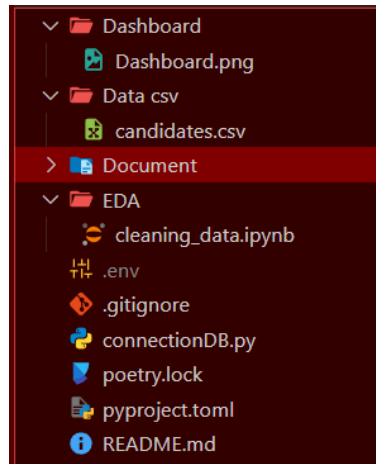 Dashboard
Dashboard.png
Data csv
candidates.csv
Document
EDA
cleaning_data.ipynb
.env
.gitignore
connectionDB.py
poetry.lock
pyproject.toml
README.md